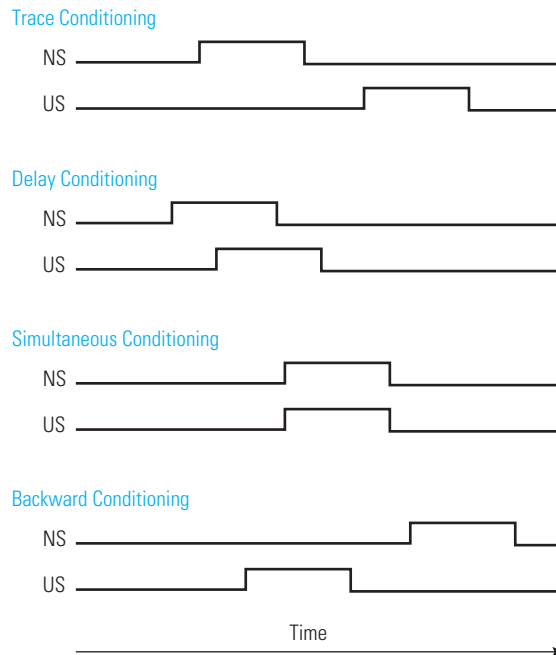 Trace Conditioning
NS
US
Delay Conditioning
NS
US
Simultaneous Conditioning
NS
US
Backward Conditioning
NS
US
Time